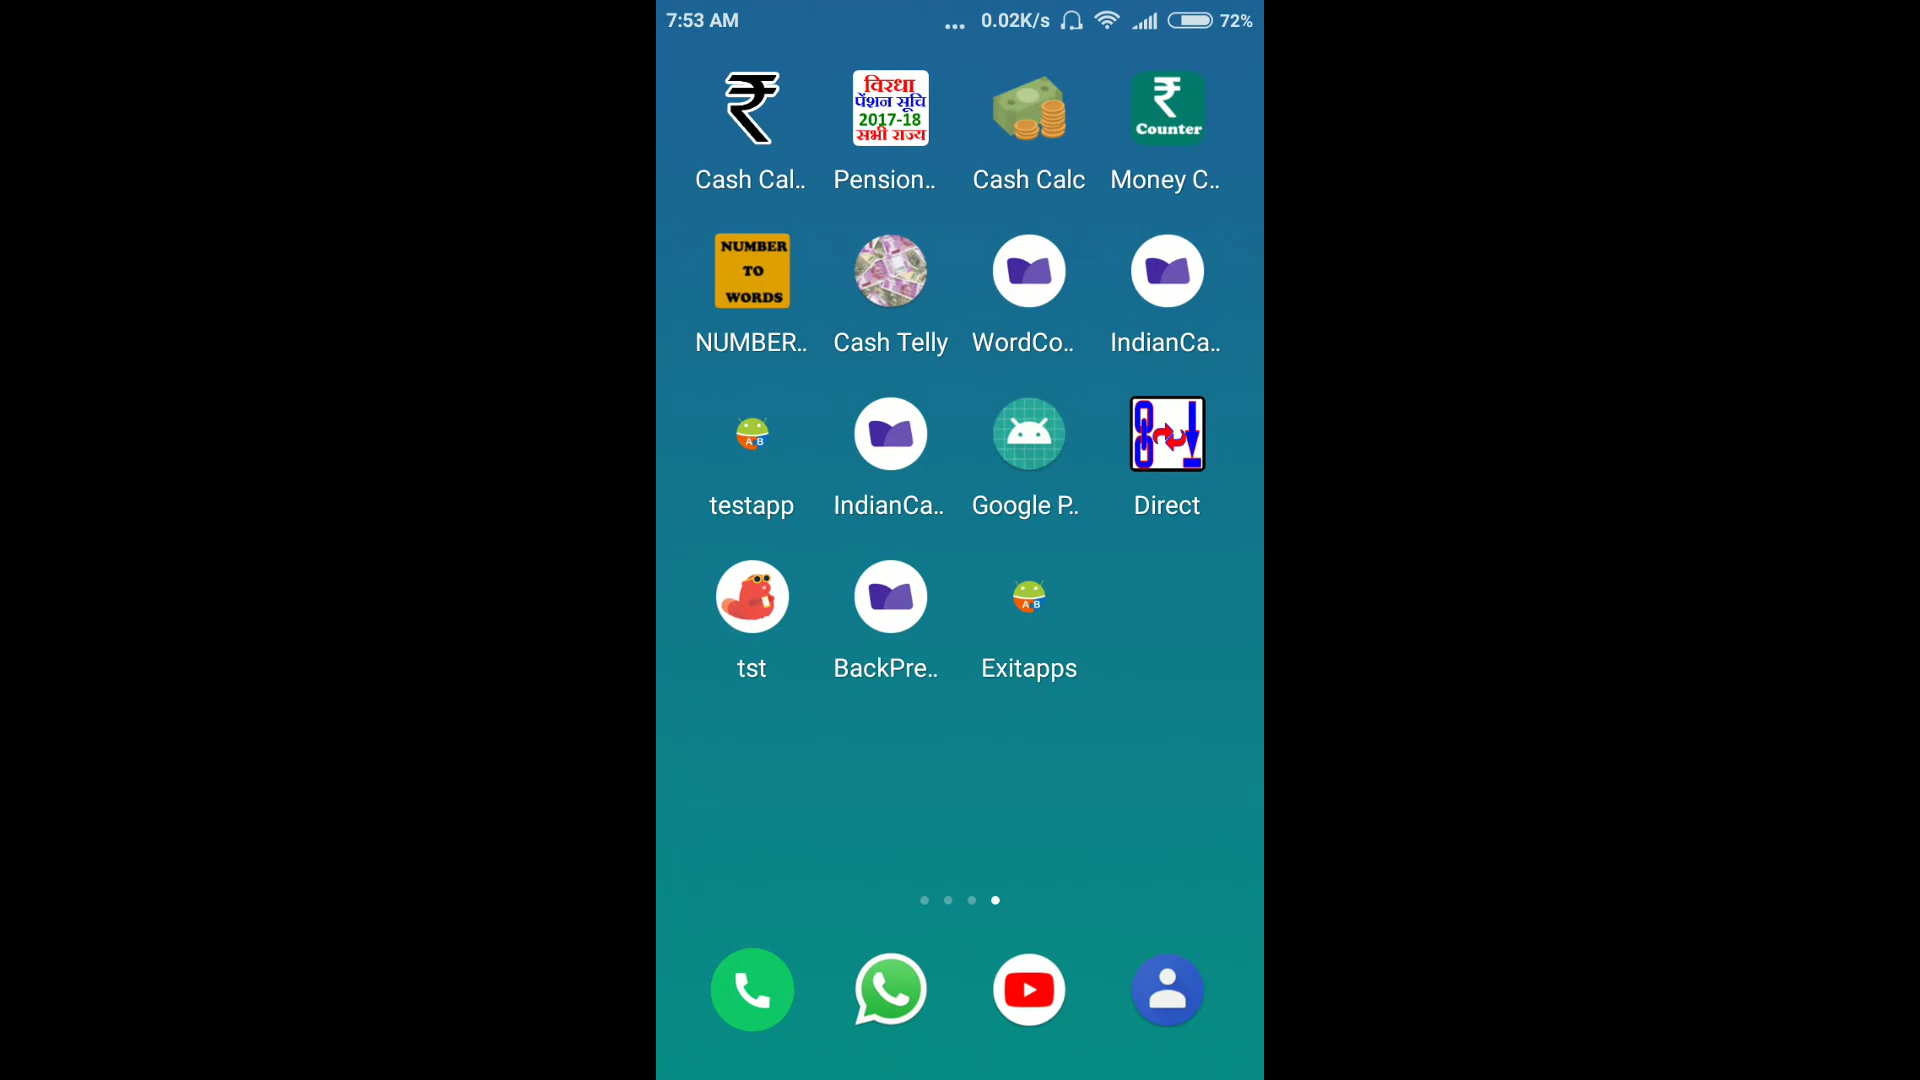 7:53 AM
... 0.02K/s 72%
विरधा
पेंशन सूचि
2017-18
सभी राज्य
₹
Counter
Cash Cal..
Pension..
Cash Calc
Money C..
NUMBER
TO
WORDS
NUMBER..
Cash Telly
WordCo..
IndianCa..
A B
testapp
IndianCa..
Google P..
Direct
A B
tst
BackPre..
Exitapps